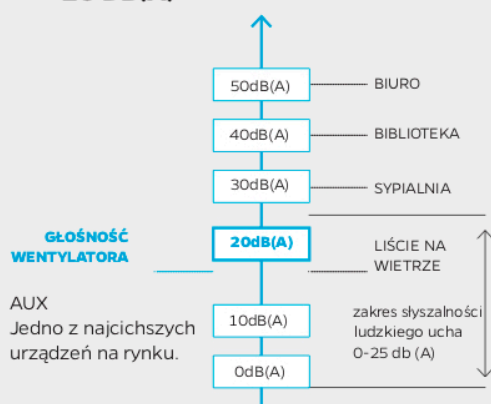 50dB(A)
BIURO
40dB(A)
BIBLIOTEKA
30dB(A)
SYPIALNIA
GŁOŚNOŚĆ
WENTYLATORA
20dB(A)
LIŚCIE NA
WIETRZE
AUX
Jedno z najcichszych
urządzeń na rynku.
10dB(A)
0dB(A)
zakres słyszalności
ludzkiego ucha
0-25 db (A)